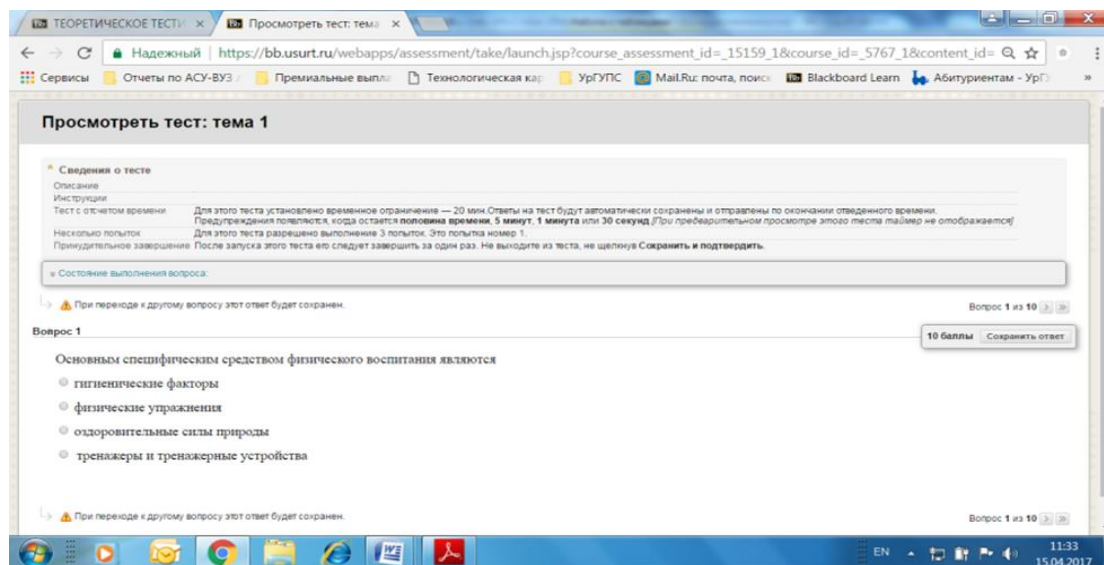 ТЕОРЕТИЧЕСКОЕ ТЕСТИ
Просмотреть тест: тема
Надежный
https://bb.usurt.ru/webapps/assessment/take/launch.jsp?course_assessment_id=_15159_1&course_id=_5767_1&content_id=
Сервисы
Отчеты по АСУ-ВУЗ
Премиальные выпла
Технологическая кар
УрГУПС
Mail.Ru: почта, поиск
Blackboard Learn
Абитуриентам - УрГ
Просмотреть тест: тема 1
Сведения о тесте
Описание
Инструкции
Тест с отсчетом времени Для этого теста установлено временное ограничение — 20 мин.Ответы на тест будут автоматически сохранены и отправлены по окончании отведенного времени.
Предупреждения появляются, когда остается половина времени, 5 минут, 1 минута или 30 секунд.[При предварительном просмотре этого теста таймер не отображается]
Несколько попыток Для этого теста разрешено выполнение 3 попыток. Это попытка номер 1.
Принудительное завершение После запуска этого теста его следует завершить за один раз. Не выходите из теста, не щелкнув Сохранить и подтвердить.
Состояние выполнения вопроса:
При переходе к другому вопросу этот ответ будет сохранен.
Вопрос 1 из 10
Вопрос 1
10 баллы
Сохранить ответ
Основным специфическим средством физического воспитания являются
гигиенические факторы
физические упражнения
оздоровительные силы природы
тренажеры и тренажерные устройства
При переходе к другому вопросу этот ответ будет сохранен.
Вопрос 1 из 10
EN
11:33
15.04.2017